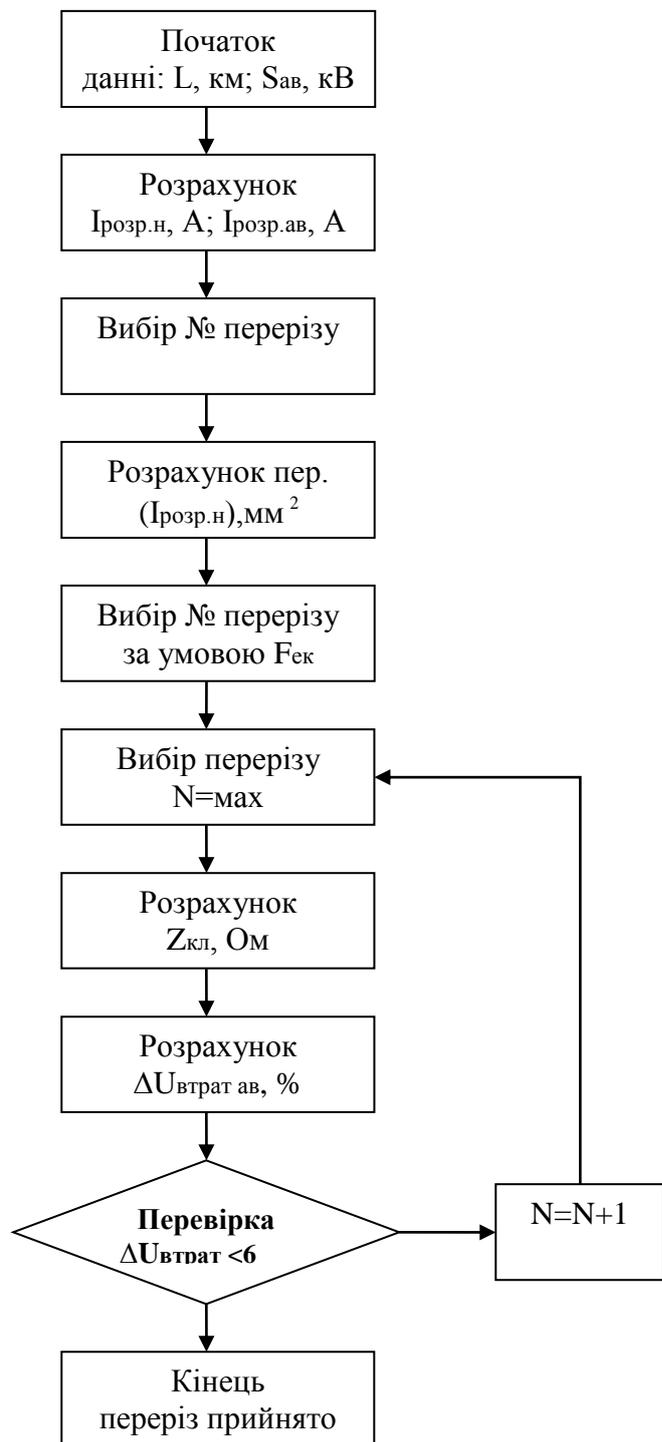 Початок
данні: L, км; Sав, кВ
Розрахунок
Iрозр.н, А; Iрозр.ав, А
Вибір № перерізу
Розрахунок пер.
(Iрозр.н),мм ²
Вибір № перерізу
за умовою Fек
Вибір перерізу
N=мах
Розрахунок
Zкл, Ом
Розрахунок
ΔUвтрат ав, %
Перевірка
ΔUвтрат <6
N=N+1
Кінець
переріз прийнято